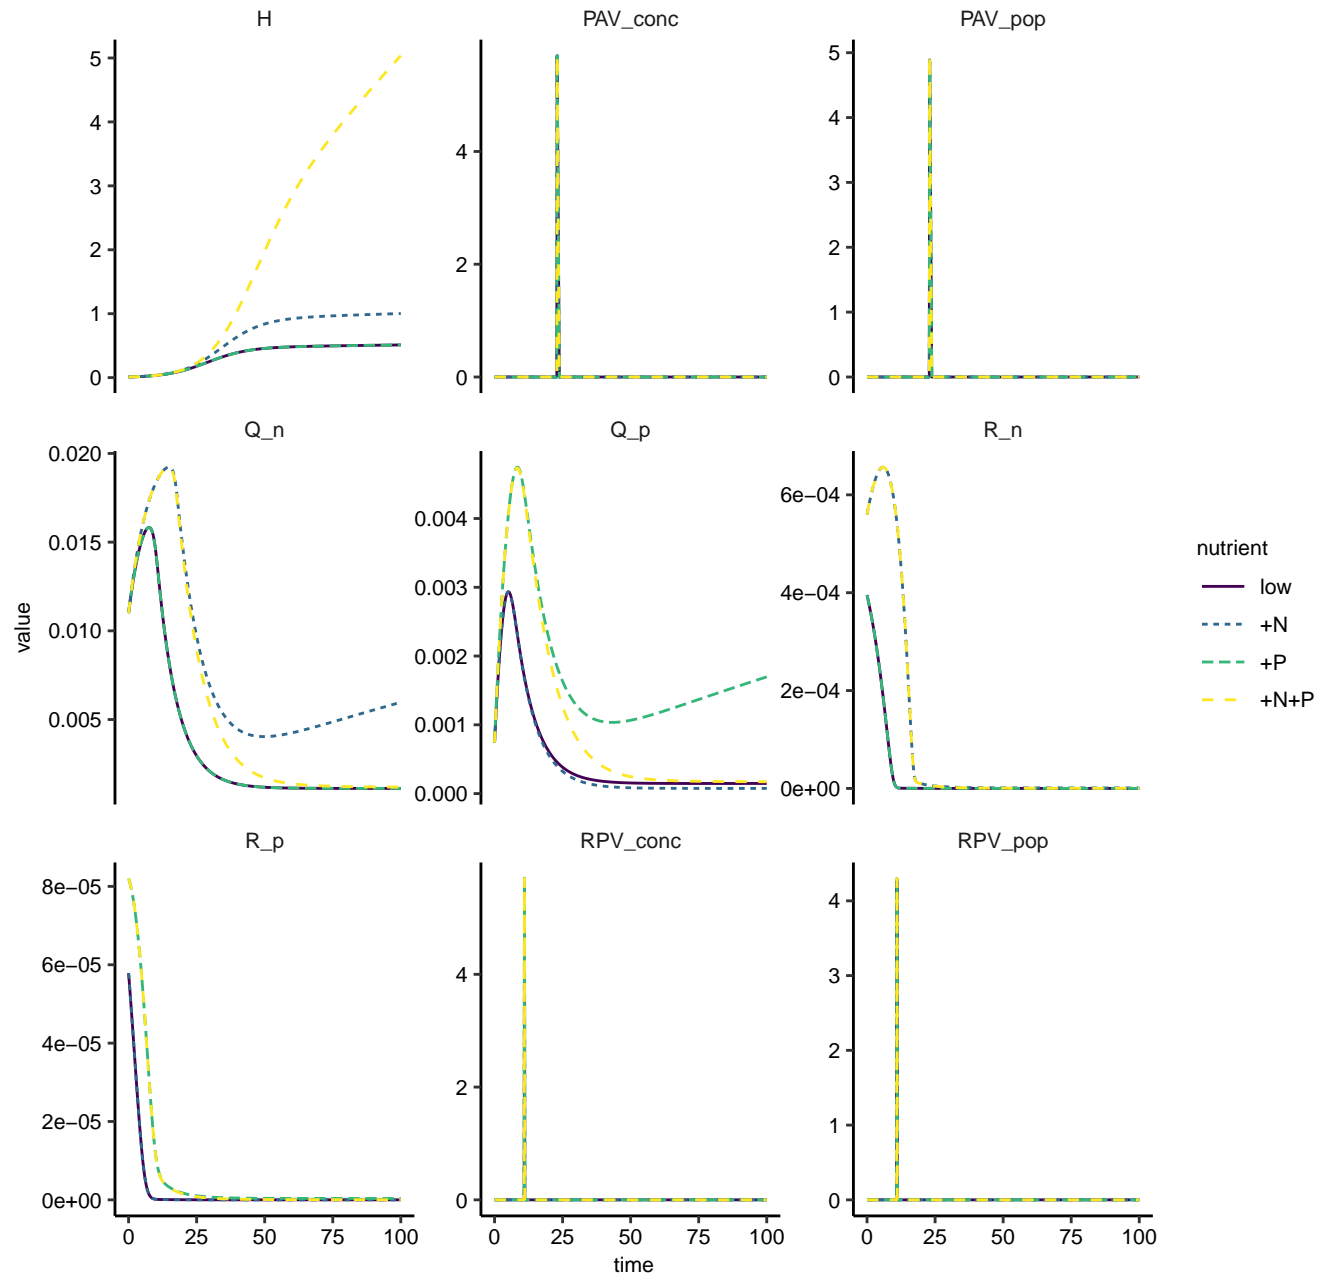 H
PAV_conc
PAV_pop
5
4
3
2
1
0
4
2
0
5
4
3
2
1
0
Q_n
Q_p
R_n
0.020
0.015
0.010
0.005
0.004
0.003
0.002
0.001
0.000
6e−04
4e−04
2e−04
0e+00
R_p
RPV_conc
RPV_pop
8e−05
6e−05
4e−05
2e−05
0e+00
4
2
0
4
3
2
1
0
0 25 50 75 100
0 25 50 75 100
0 25 50 75 100
time
value
nutrient
low
+N
+P
+N+P